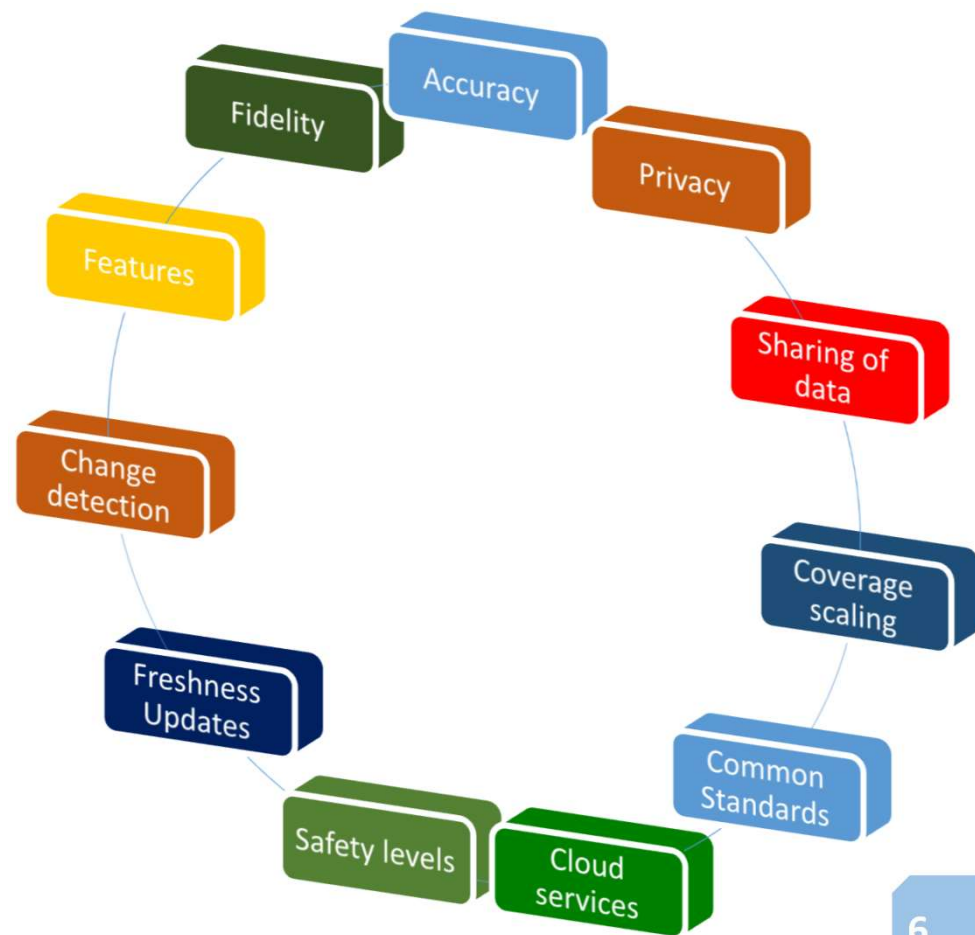 Accuracy
Privacy
Sharing of
data
Coverage
scaling
Common
Standards
Cloud
services
Safety levels
Freshness
Updates
Change
detection
Features
Fidelity
6